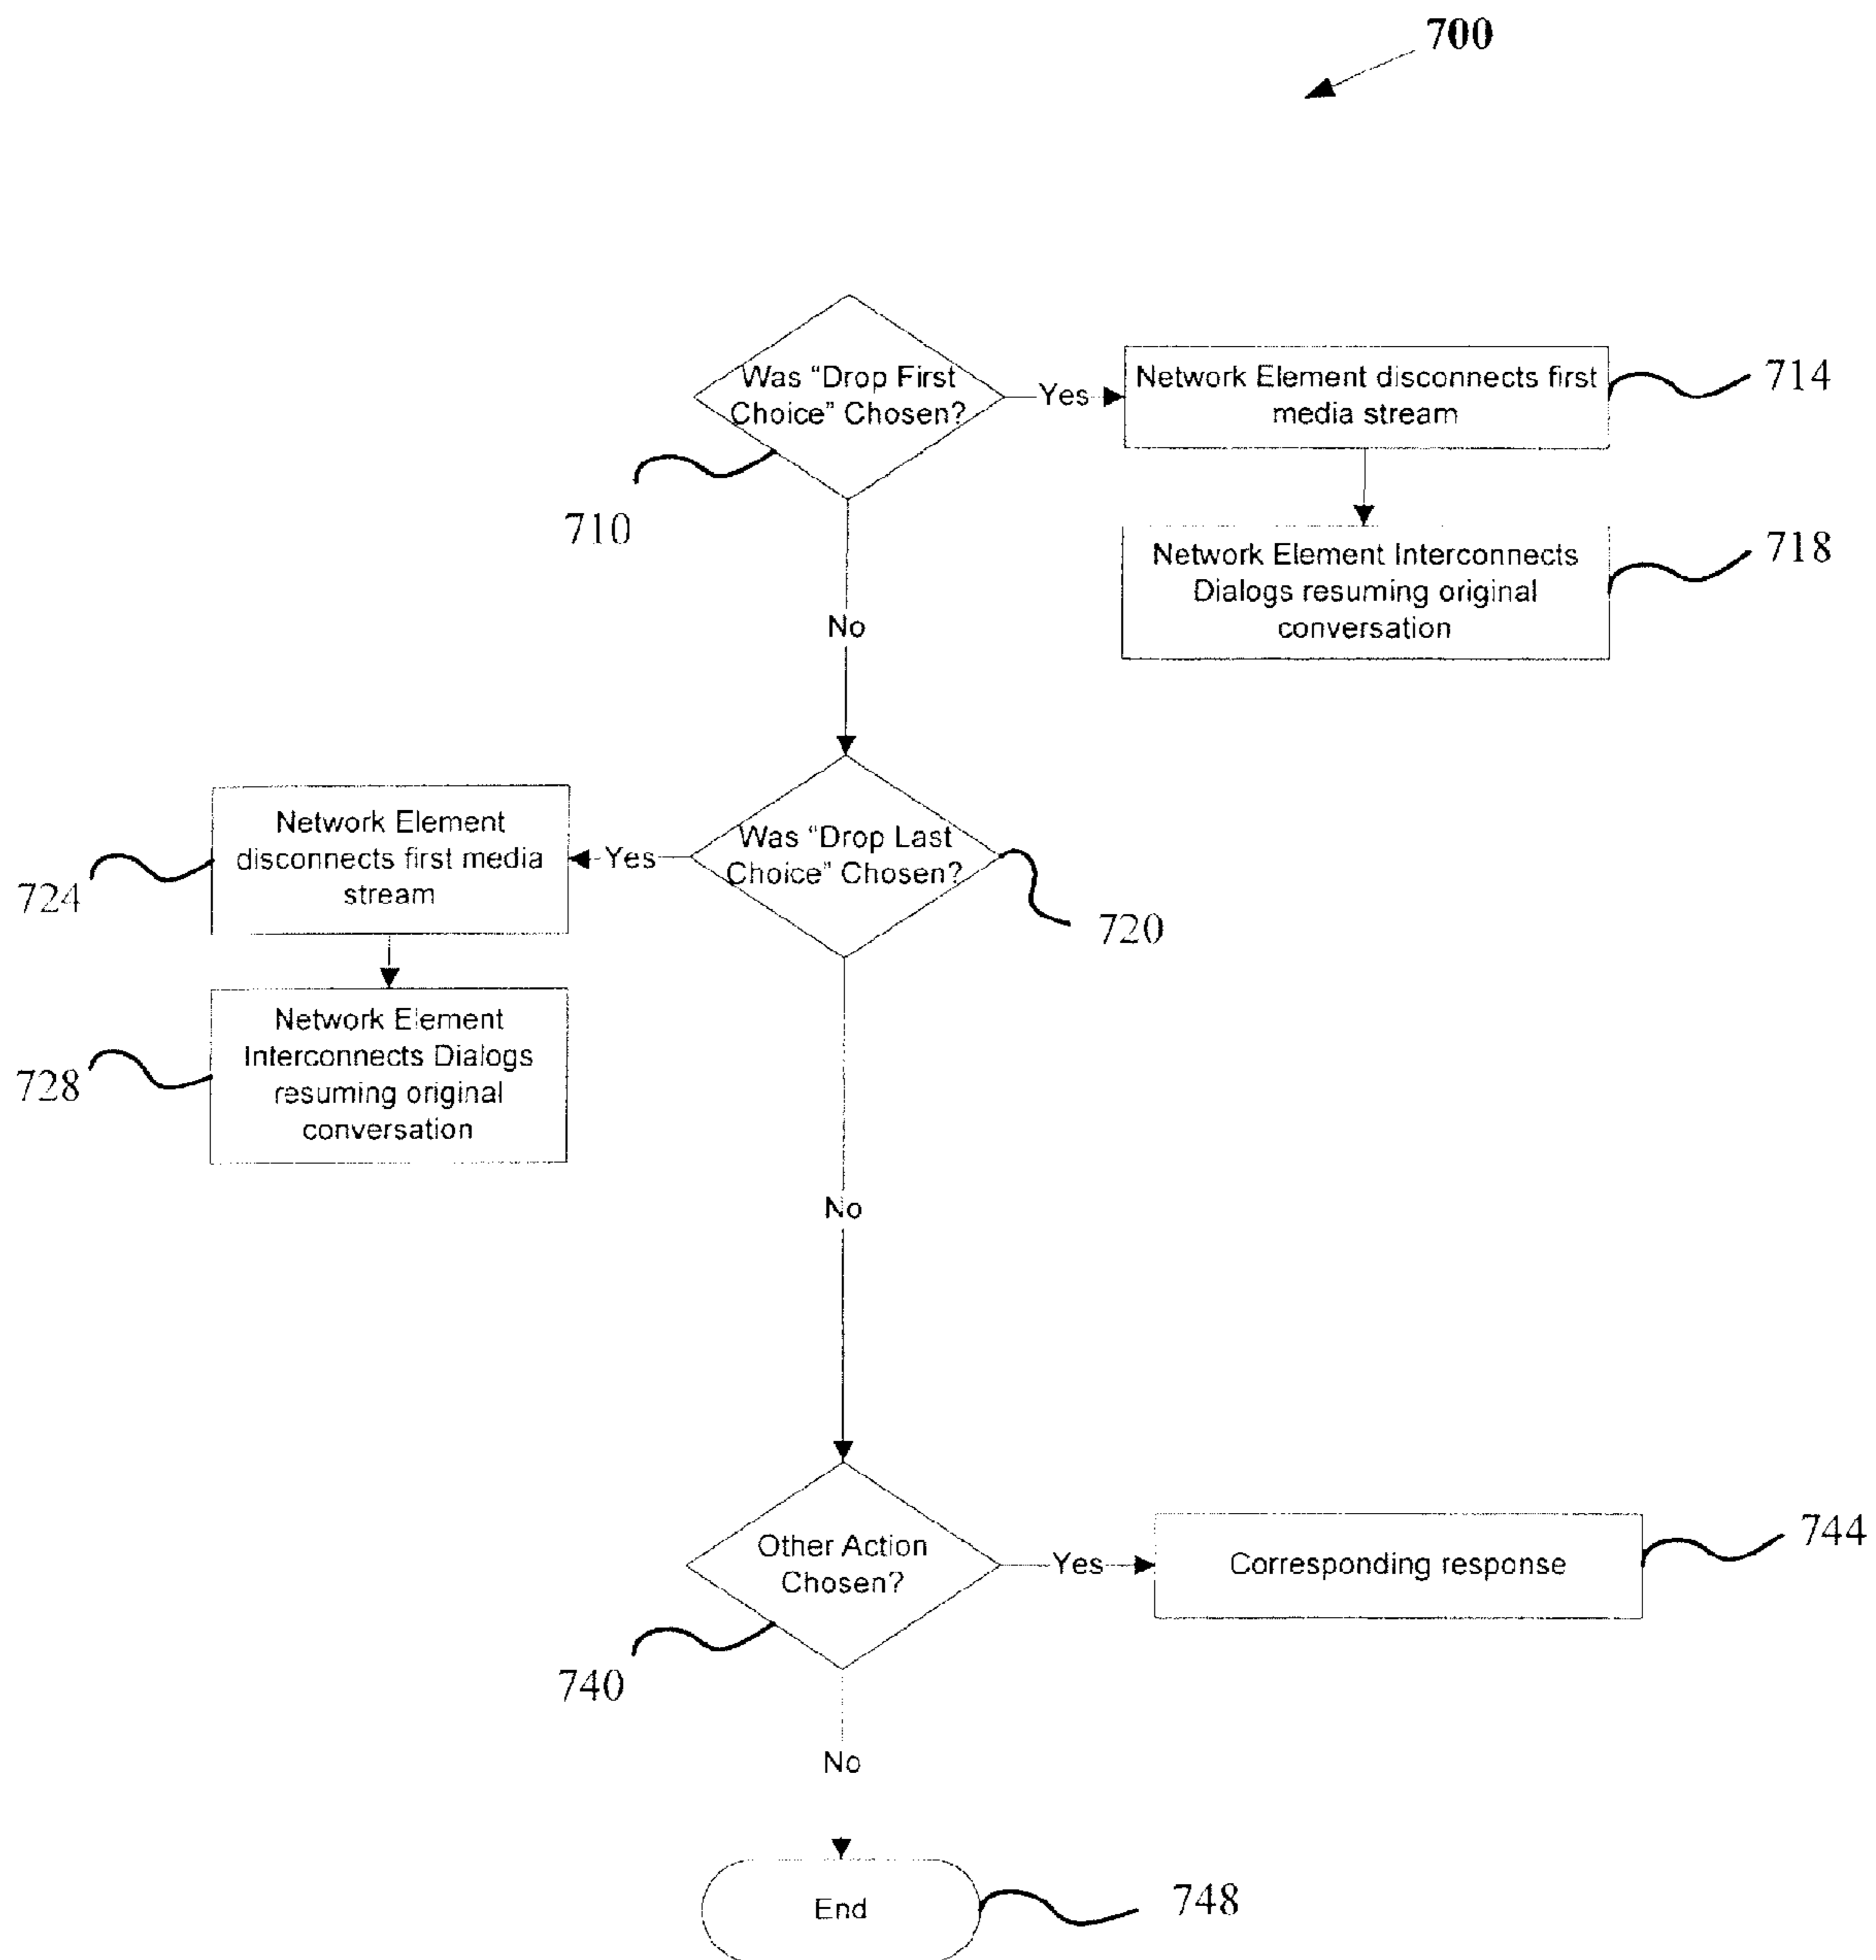 700
Was “Drop First
Choice” Chosen?
Yes
Network Element disconnects first
media stream
714
710
Network Element Interconnects
Dialogs resuming original
conversation
718
No
Was “Drop Last
Choice” Chosen?
Yes
Network Element
disconnects first media
stream
724
720
Network Element
Interconnects Dialogs
resuming original
conversation
728
No
Other Action
Chosen?
Yes
Corresponding response
744
740
No
End
748